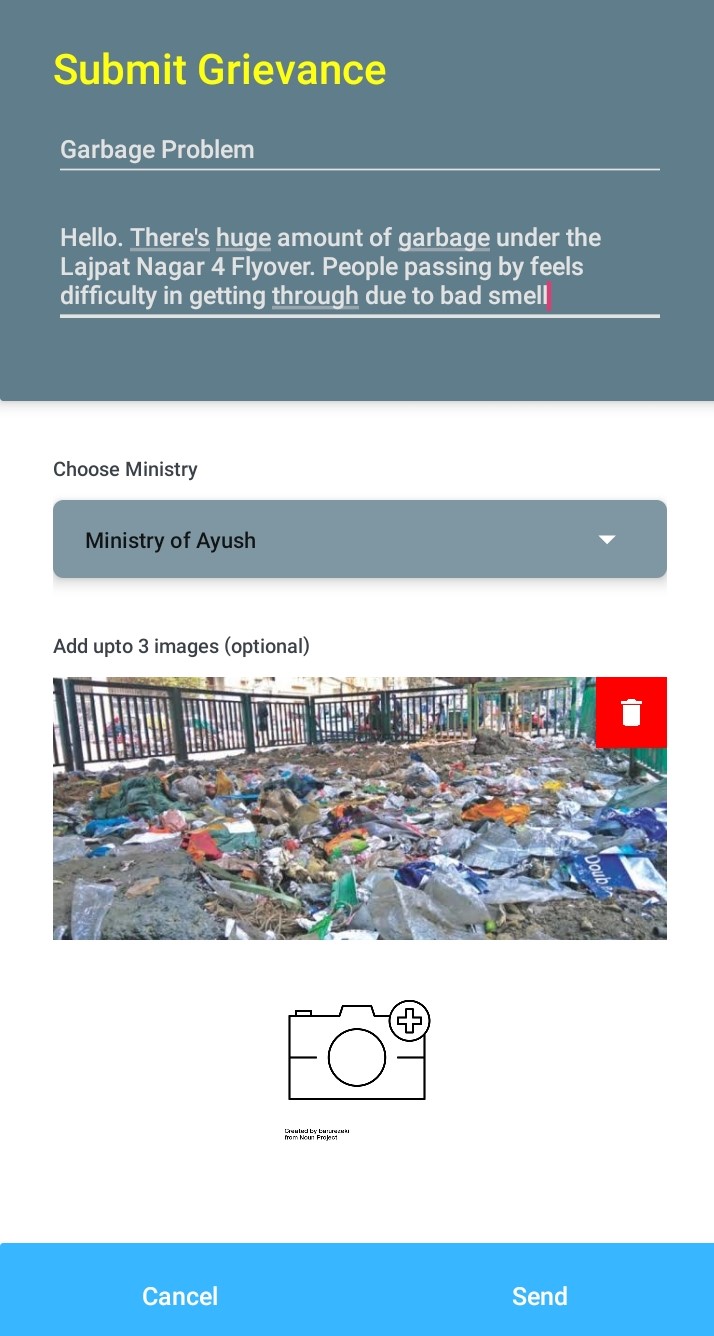 Submit Grievance
Garbage Problem
Hello. There's huge amount of garbage under the
Lajpat Nagar 4 Flyover. People passing by feels
difficulty in getting through due to bad smell
Choose Ministry
Ministry of Ayush
Add upto 3 images (optional)
Created by barurezeki
from Noun Project
Cancel
Send